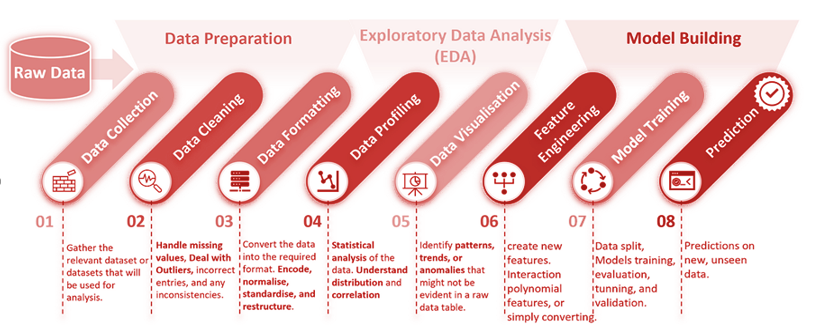 Data Preparation
Exploratory Data Analysis
(EDA)
Model Building
Raw Data
Data Collection
Data Cleaning
Data Formatting
Data Profiling
Data Visualisation
Feature
Engineering
Model Training
Prediction
01
02
03
04
05
06
07
08
Gather the
relevant dataset or
datasets that will
be used for
analysis.
Handle missing
values, Deal with
Outliers, incorrect
entries, and any
inconsistencies.
Convert the data
into the required
format. Encode,
normalise,
standardise, and
restructure.
Statistical
analysis of the
data. Understand
distribution and
correlation
Identify patterns,
trends, or
anomalies that
might not be
evident in a raw
data table.
create new
features.
Interaction
polynomial
features, or
simply converting.
Data split,
Models training,
evaluation,
tunning, and
validation.
Predictions on
new, unseen
data.